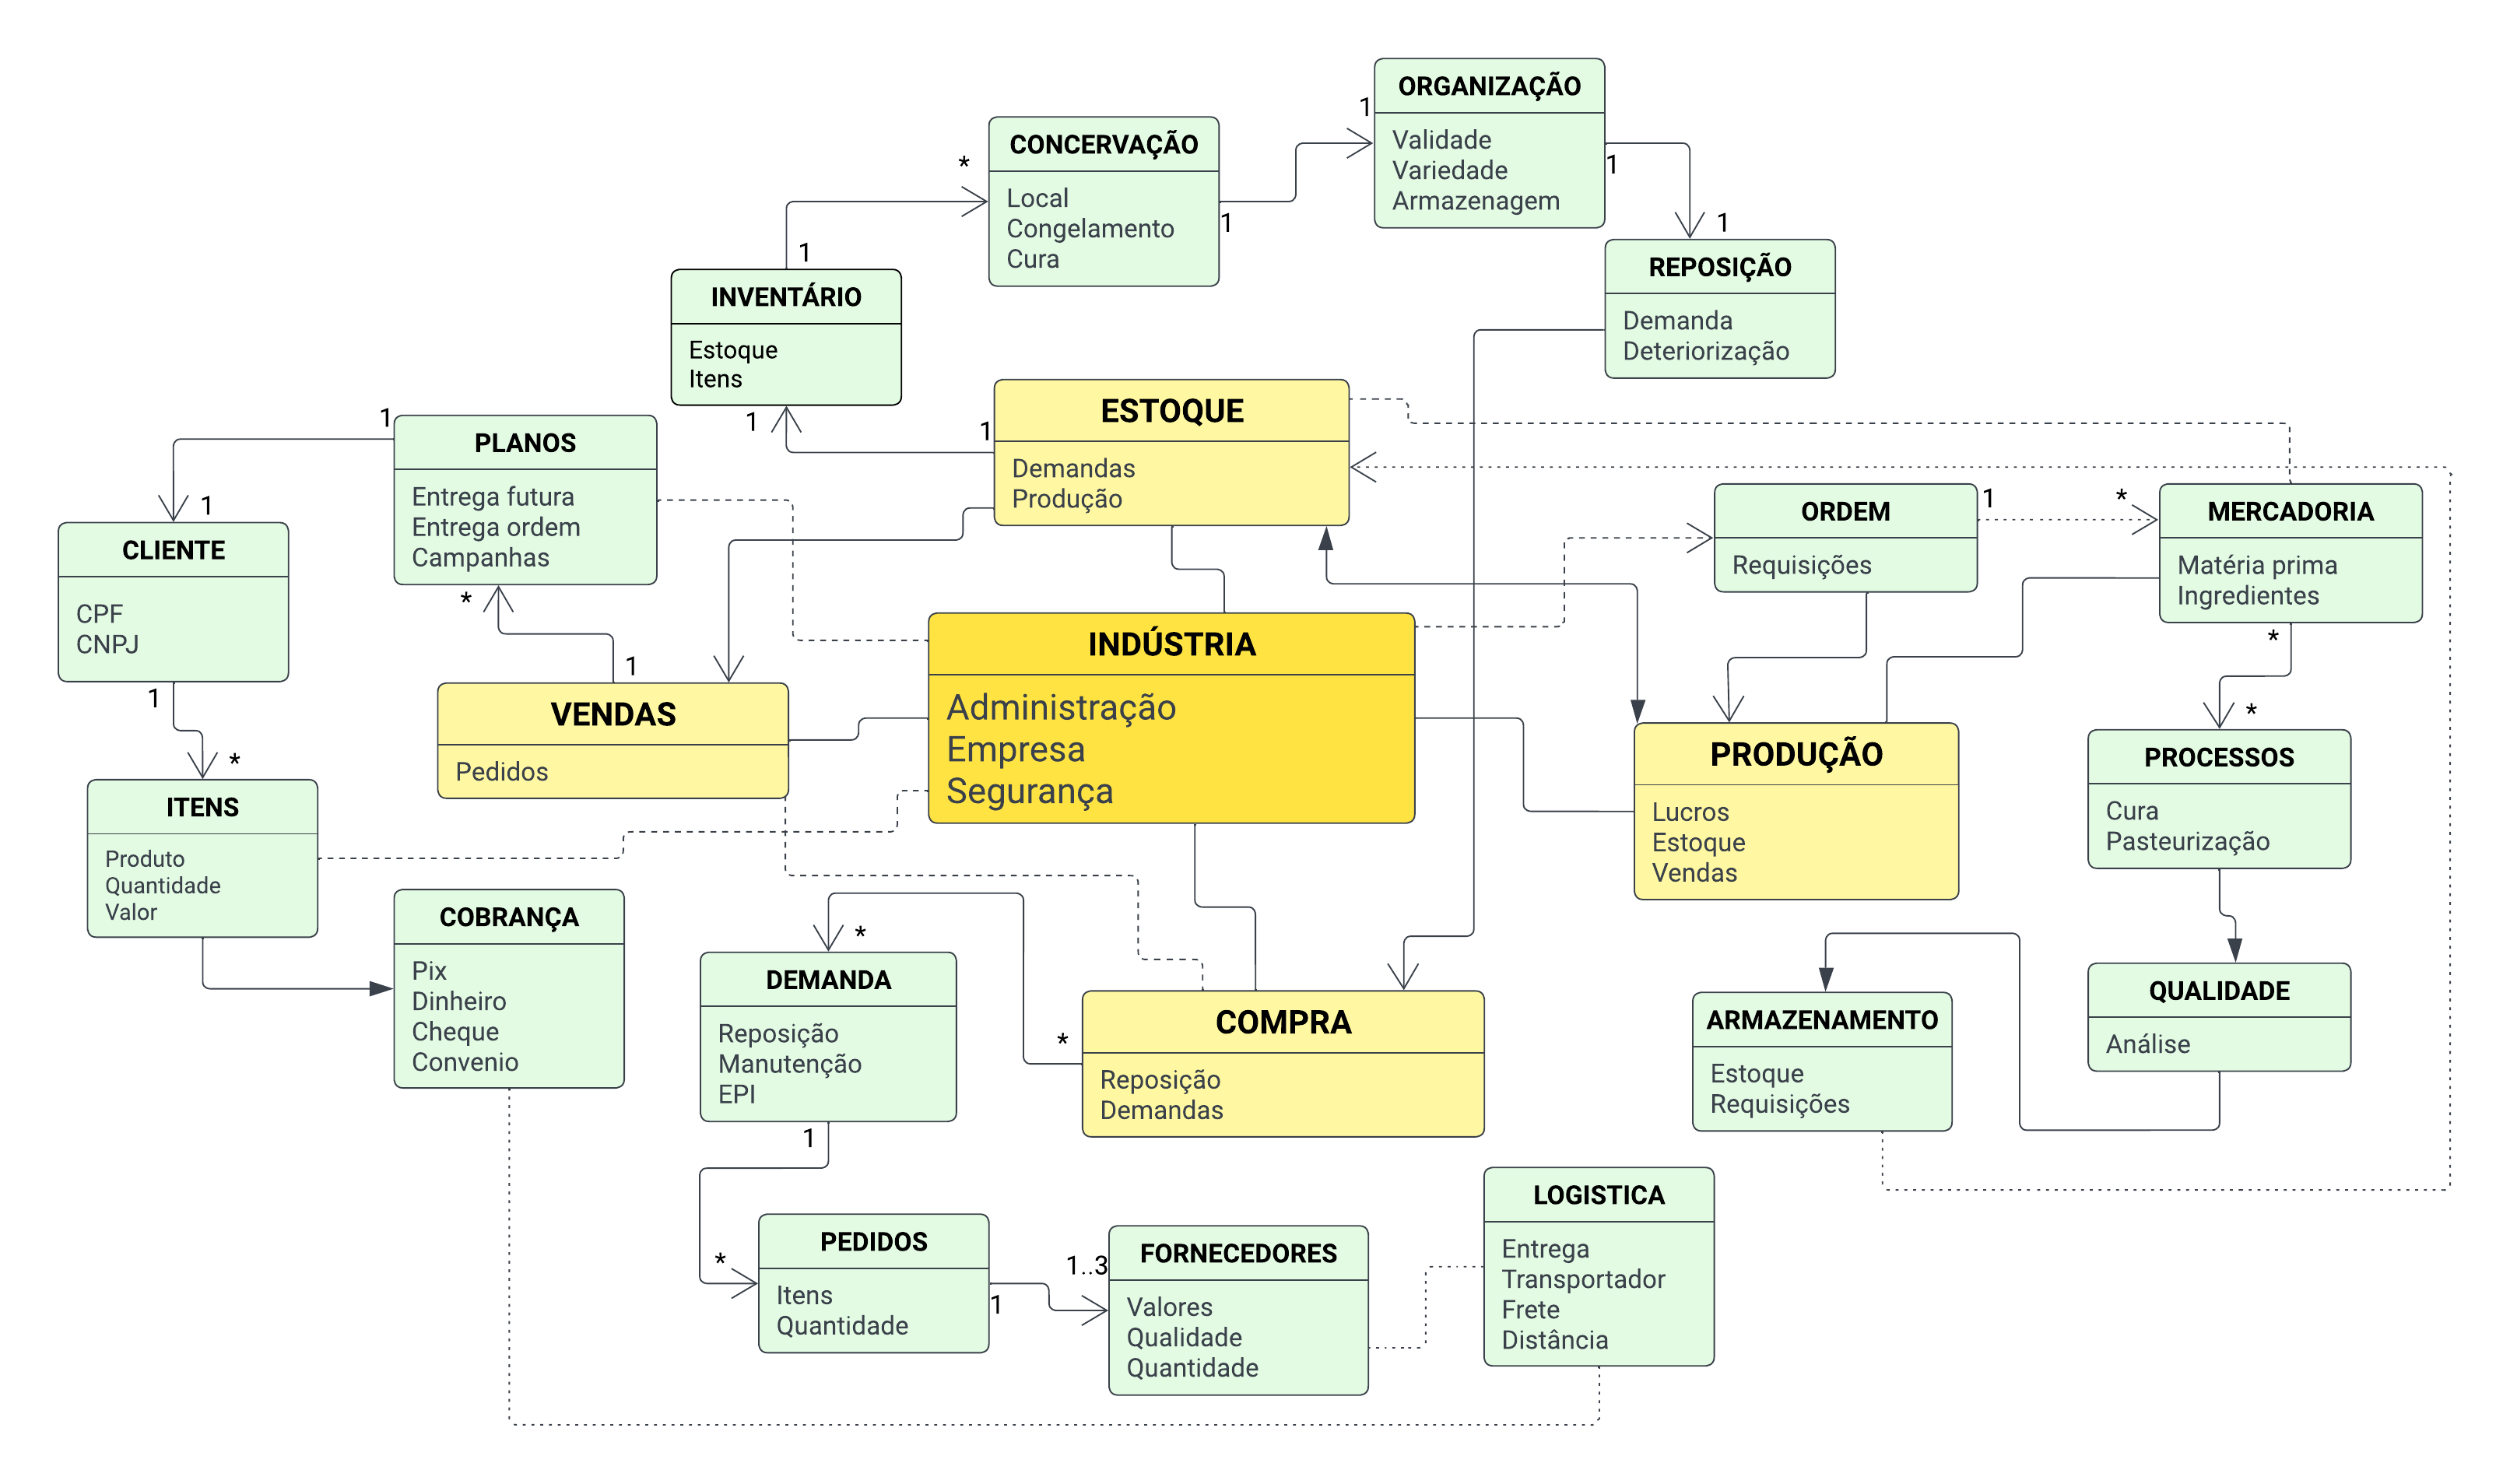 ORGANIZAÇÃO
Validade
Variedade
Armazenagem
1
1
CONCERVAÇÃO
Local
Congelamento
Cura
*
1
REPOSIÇÃO
Demanda
Deteriorização
1
INVENTÁRIO
Estoque
Itens
1
1
ESTOQUE
Demandas
Produção
1
PLANOS
Entrega futura
Entrega ordem
Campanhas
1
*
CLIENTE
CPF
CNPJ
1
1
ORDEM
Requisições
1
MERCADORIA
Matéria prima
Ingredientes
*
*
INDÚSTRIA
Administração
Empresa
Segurança
VENDAS
Pedidos
1
PRODUÇÃO
Lucros
Estoque
Vendas
PROCESSOS
Cura
Pasteurização
*
ITENS
Produto
Quantidade
Valor
*
COBRANÇA
Pix
Dinheiro
Cheque
Convenio
DEMANDA
Reposição
Manutenção
EPI
*
1
COMPRA
Reposição
Demandas
*
QUALIDADE
Análise
ARMAZENAMENTO
Estoque
Requisições
PEDIDOS
Itens
Quantidade
*
1
FORNECEDORES
Valores
Qualidade
Quantidade
1..3
LOGISTICA
Entrega
Transportador
Frete
Distância